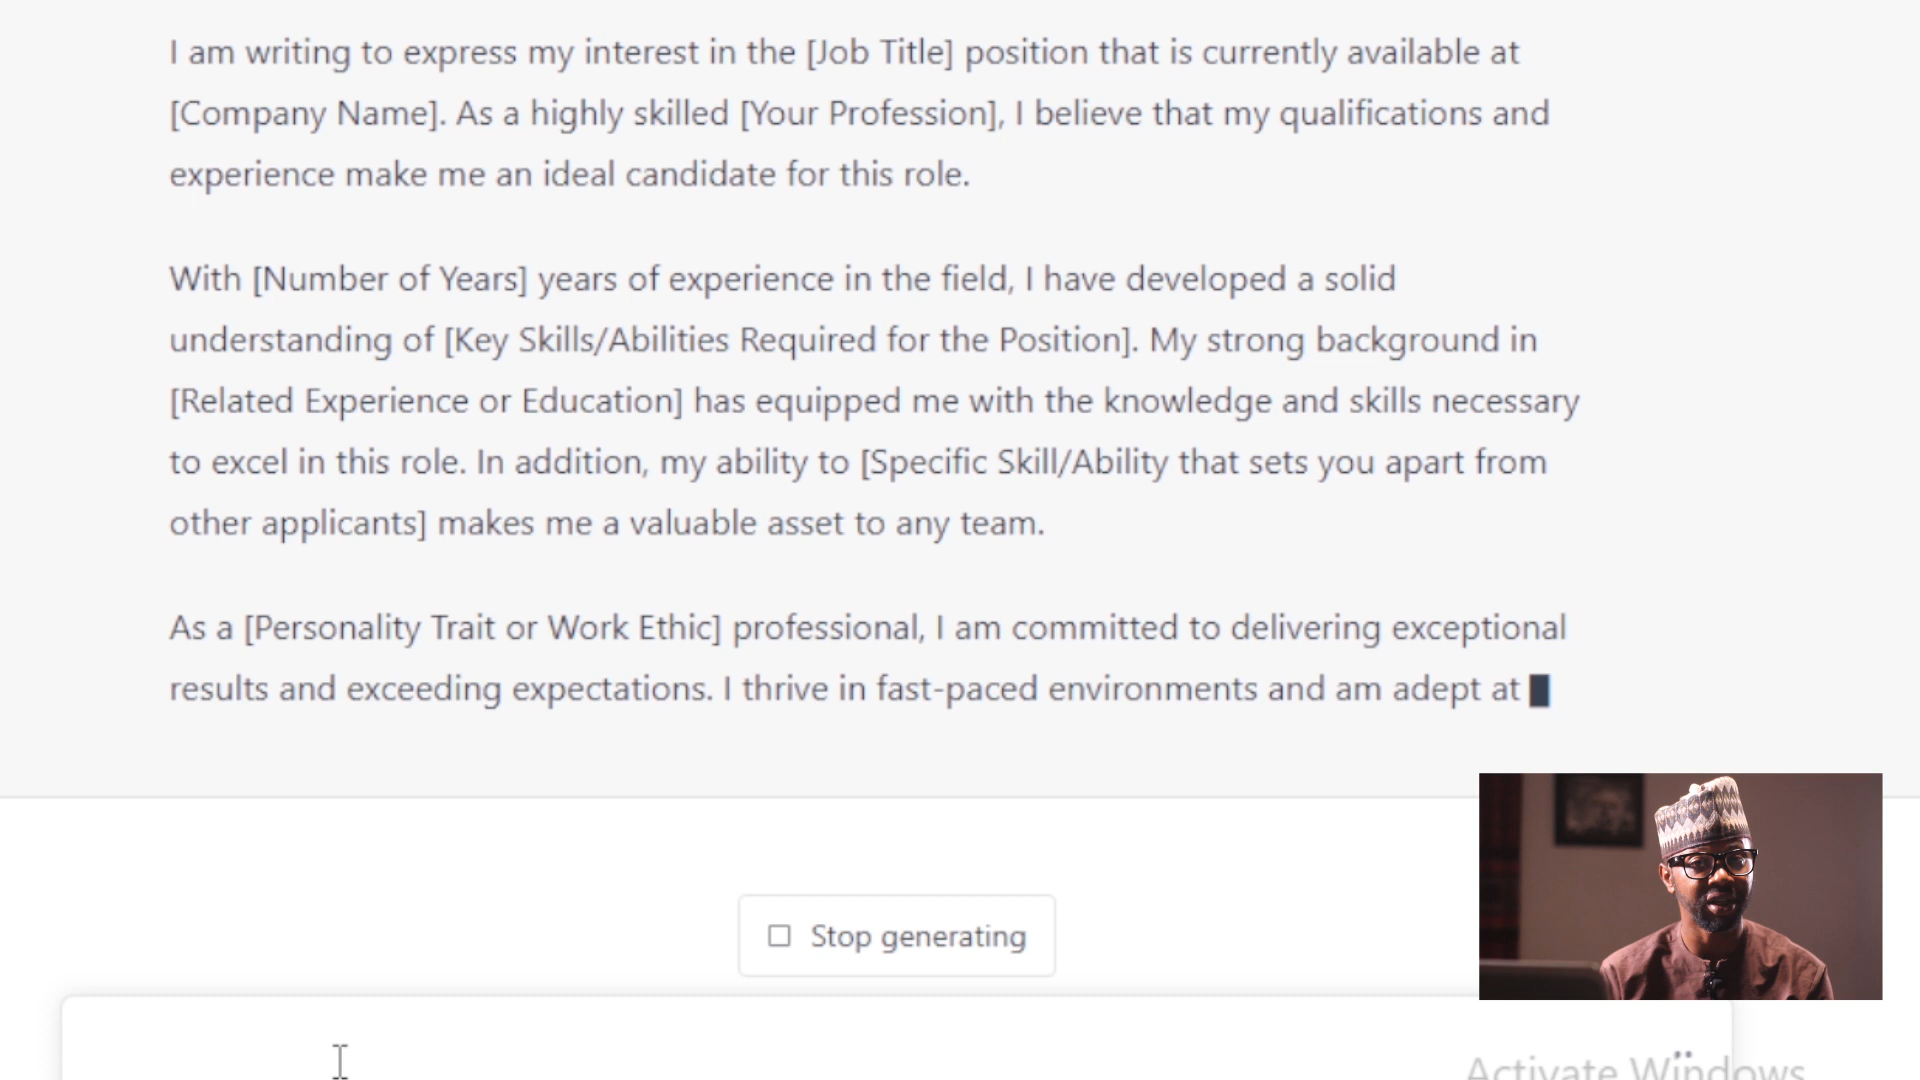 I am writing to express my interest in the [Job Title] position that is currently available at
[Company Name]. As a highly skilled [Your Profession], I believe that my qualifications and
experience make me an ideal candidate for this role.
With [Number of Years] years of experience in the field, I have developed a solid
understanding of [Key Skills/Abilities Required for the Position]. My strong background in
[Related Experience or Education] has equipped me with the knowledge and skills necessary
to excel in this role. In addition, my ability to [Specific Skill/Ability that sets you apart from
other applicants] makes me a valuable asset to any team.
As a [Personality Trait or Work Ethic] professional, I am committed to delivering exceptional
results and exceeding expectations. I thrive in fast-paced environments and am adept at
Stop generating
Activate Windows